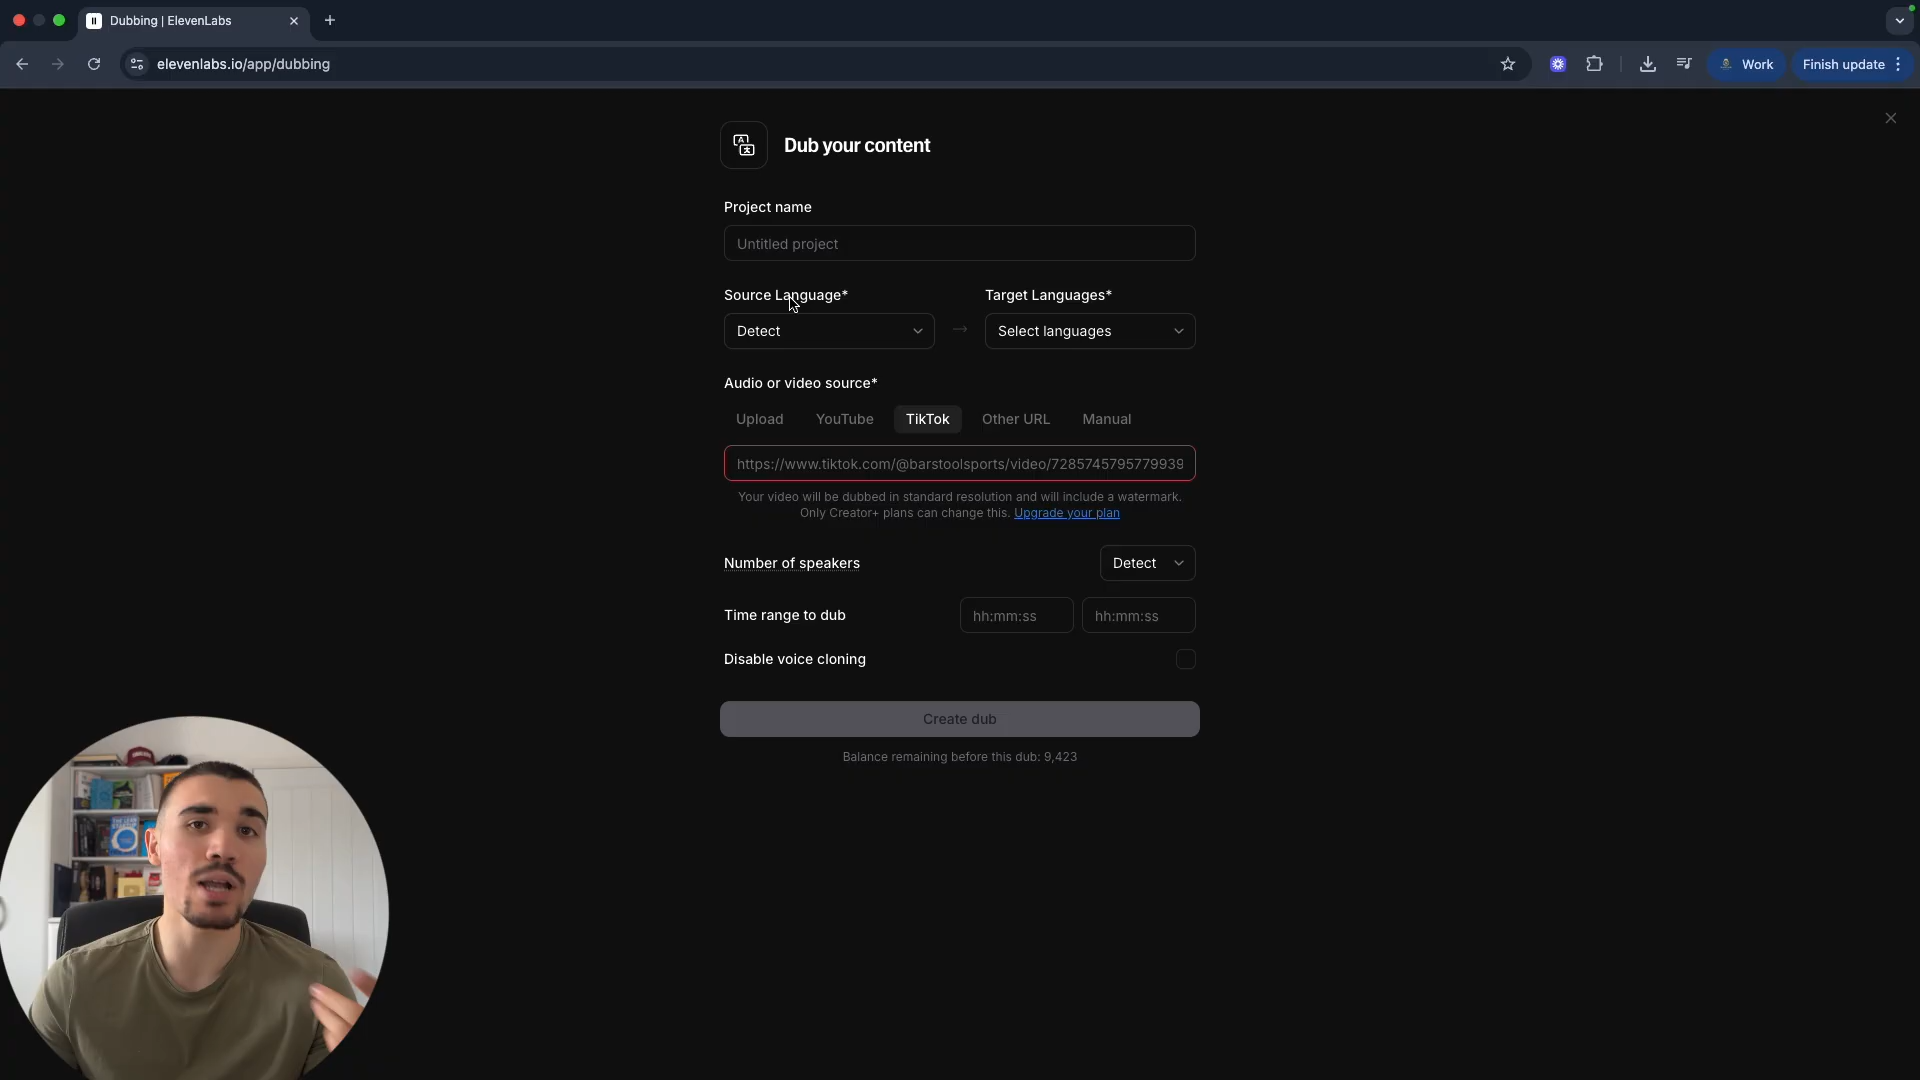 Dubbing | ElevenLabs
elevenlabs.io/app/dubbing
Work
Finish update
Dub your content
Project name
Untitled project
Source Language*
Target Languages*
Detect
Select languages
Audio or video source*
Upload YouTube TikTok Other URL Manual
https://www.tiktok.com/@barstoolsports/video/7285745795779939
Your video will be dubbed in standard resolution and will include a watermark.
Only Creator+ plans can change this. Upgrade your plan
Number of speakers
Detect
Time range to dub
hh:mm:ss
hh:mm:ss
Disable voice cloning
Create dub
Balance remaining before this dub: 9,423